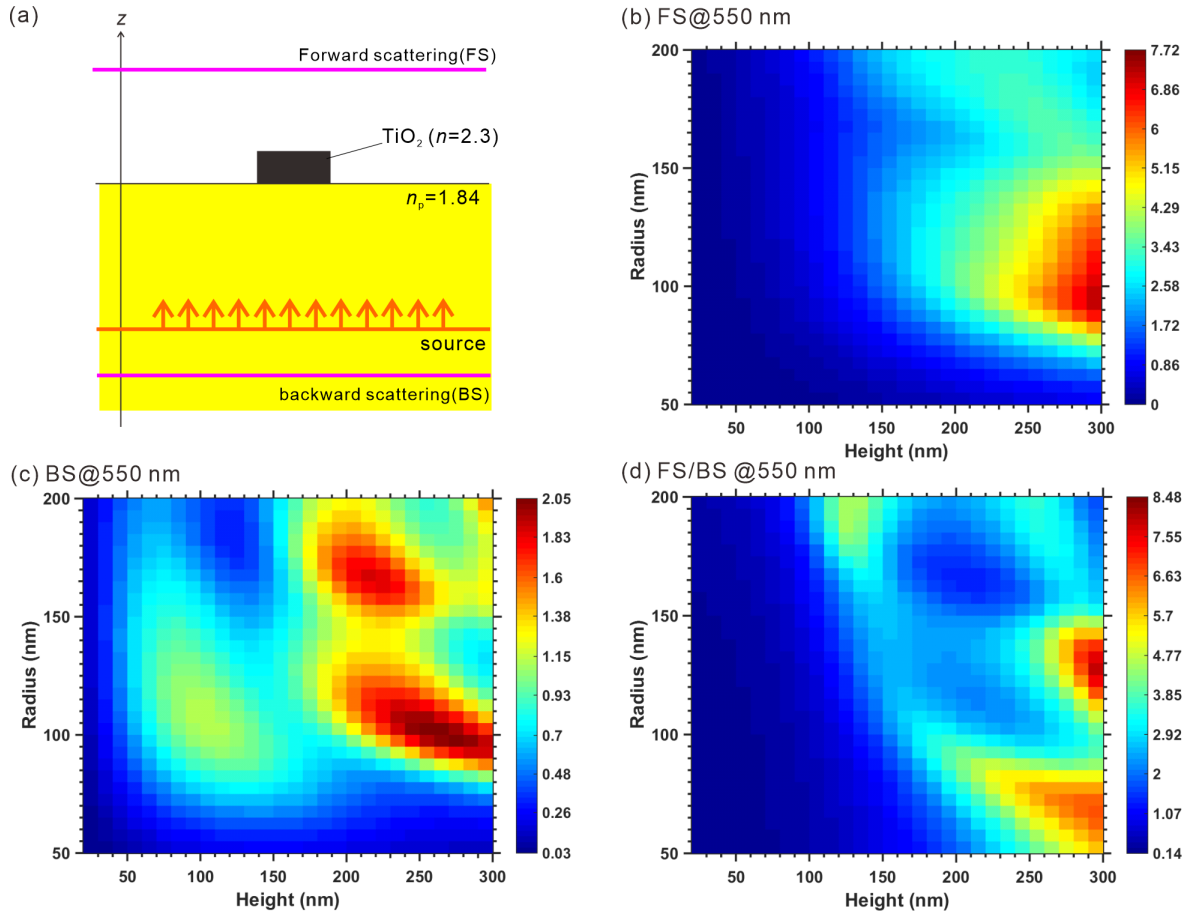 (a)
z
Forward scattering(FS)
TiO₂ (n=2.3)
nₚ=1.84
source
backward scattering(BS)
(b) FS@550 nm
200
150
100
50
Radius (nm)
50 100 150 200 250 300
Height (nm)
7.72
6.86
6
5.15
4.29
3.43
2.58
1.72
0.86
0
(c) BS@550 nm
200
150
100
50
Radius (nm)
50 100 150 200 250 300
Height (nm)
2.05
1.83
1.6
1.38
1.15
0.93
0.7
0.48
0.26
0.03
(d) FS/BS @550 nm
200
150
100
50
Radius (nm)
50 100 150 200 250 300
Height (nm)
8.48
7.55
6.63
5.7
4.77
3.85
2.92
2
1.07
0.14